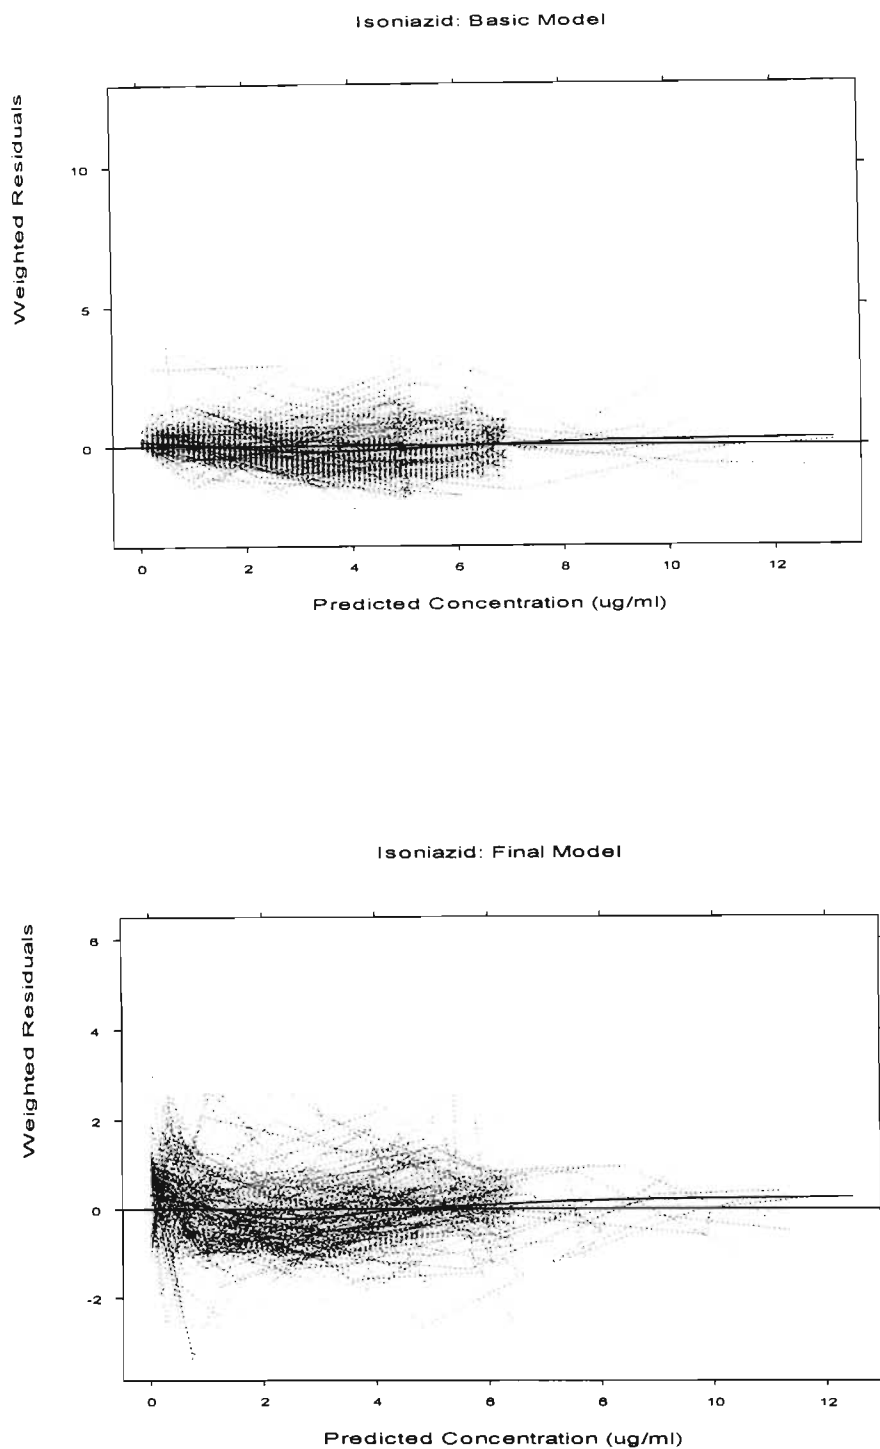 Isoniazid: Basic Model
Weighted Residuals
10
5
0
0 2 4 6 8 10 12
Predicted Concentration (ug/ml)
Isoniazid: Final Model
Weighted Residuals
6
4
2
0
-2
0 2 4 6 8 10 12
Predicted Concentration (ug/ml)